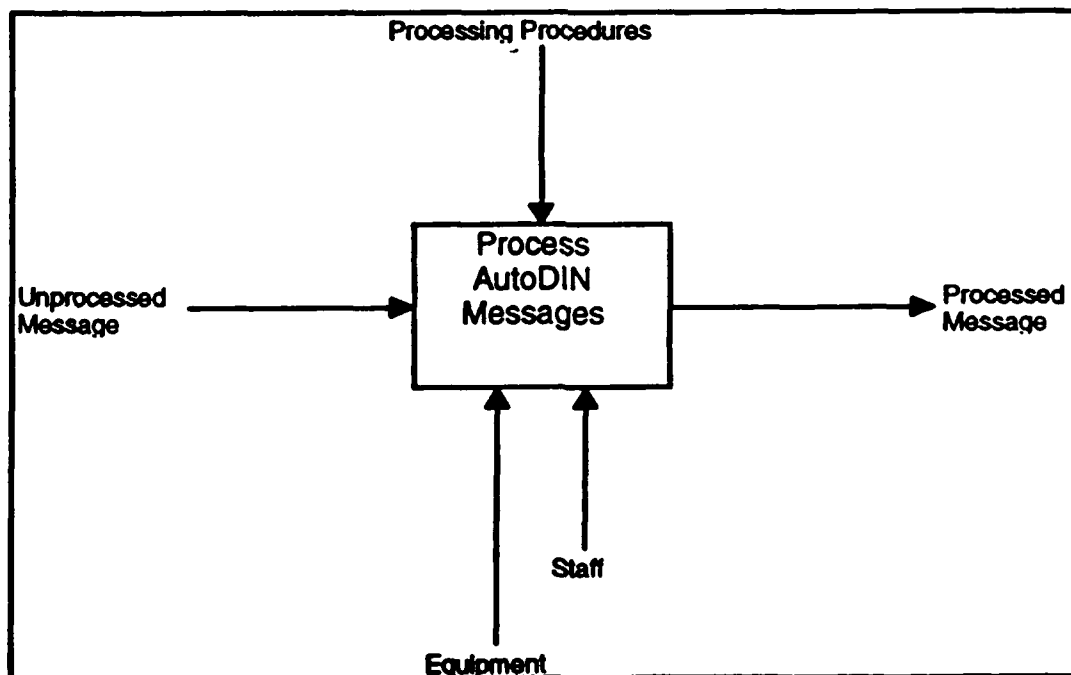 Processing Procedures
Process
AutoDIN
Messages
Unprocessed
Message
Processed
Message
Staff
Equipment